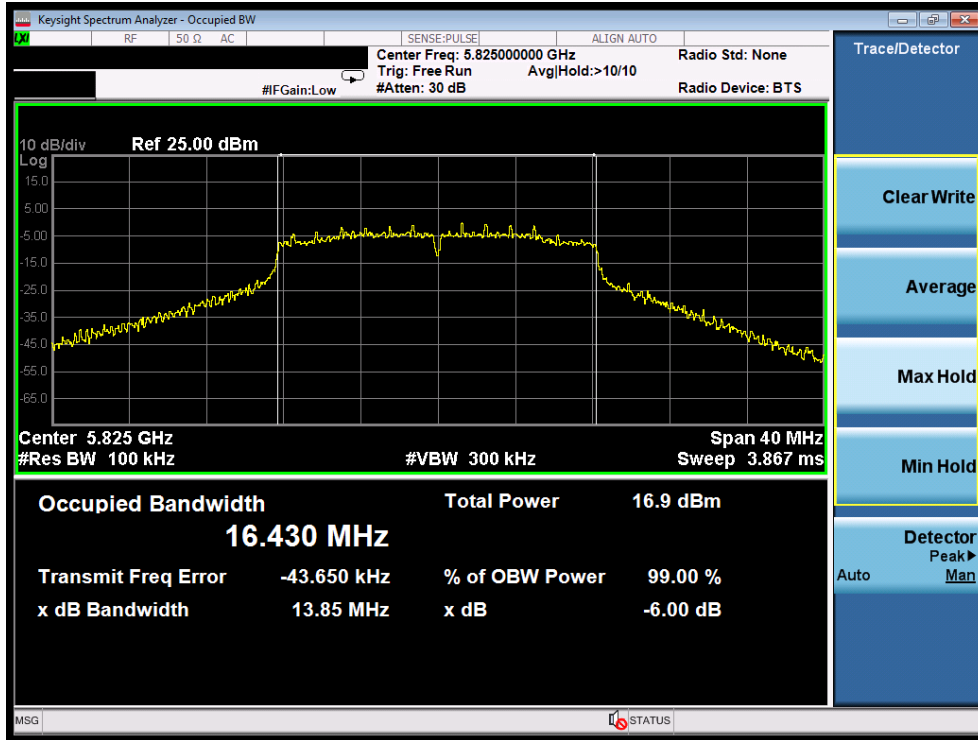 Keysight Spectrum Analyzer - Occupied BW
LXI RF 50 Ω AC SENSE:PULSE ALIGN AUTO
Center Freq: 5.825000000 GHz Radio Std: None
Trig: Free Run Avg|Hold:>10/10
#IFGain:Low #Atten: 30 dB Radio Device: BTS
10 dB/div Ref 25.00 dBm
Log
15.0
5.00
-5.00
-15.0
-25.0
-35.0
-45.0
-55.0
-65.0
Center 5.825 GHz Span 40 MHz
#Res BW 100 kHz #VBW 300 kHz Sweep 3.867 ms
Occupied Bandwidth Total Power 16.9 dBm
16.430 MHz
Transmit Freq Error -43.650 kHz % of OBW Power 99.00 %
x dB Bandwidth 13.85 MHz x dB -6.00 dB
MSG STATUS
Trace/Detector
Clear Write
Average
Max Hold
Min Hold
Detector
Peak▶
Auto Man